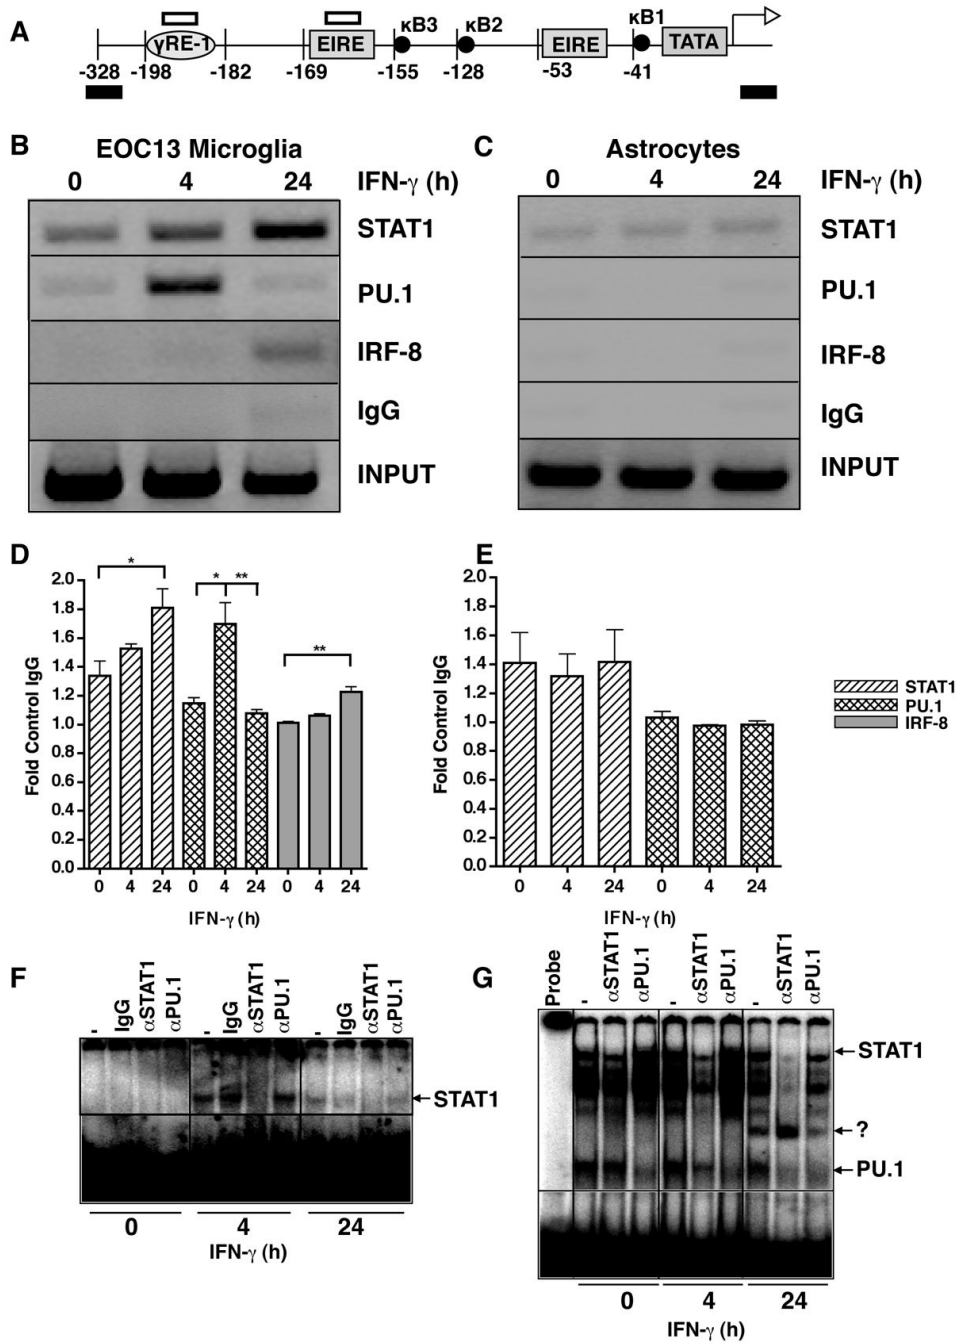 A
κB3 κB2 κB1
γRE-1 EIRE EIRE TATA
-328 -198 -182 -169 -155 -128 -53 -41
B EOC13 Microglia
0 4 24 IFN-γ (h)
STAT1
PU.1
IRF-8
IgG
INPUT
C Astrocytes
0 4 24 IFN-γ (h)
STAT1
PU.1
IRF-8
IgG
INPUT
D
Fold Control IgG
2.0
1.8
1.6
1.4
1.2
1.0
0.8
0.6
0.4
0.2
0.0
* * ** **
0 4 24 0 4 24 0 4 24
IFN-γ (h)
E
Fold Control IgG
2.0
1.8
1.6
1.4
1.2
1.0
0.8
0.6
0.4
0.2
0.0
0 4 24 0 4 24
IFN-γ (h)
STAT1
PU.1
IRF-8
F
- IgG αSTAT1 αPU.1 - IgG αSTAT1 αPU.1 - IgG αSTAT1 αPU.1
STAT1
0 4 24
IFN-γ (h)
G
Probe - αSTAT1 αPU.1 - αSTAT1 αPU.1 - αSTAT1 αPU.1
STAT1
?
PU.1
0 4 24
IFN-γ (h)